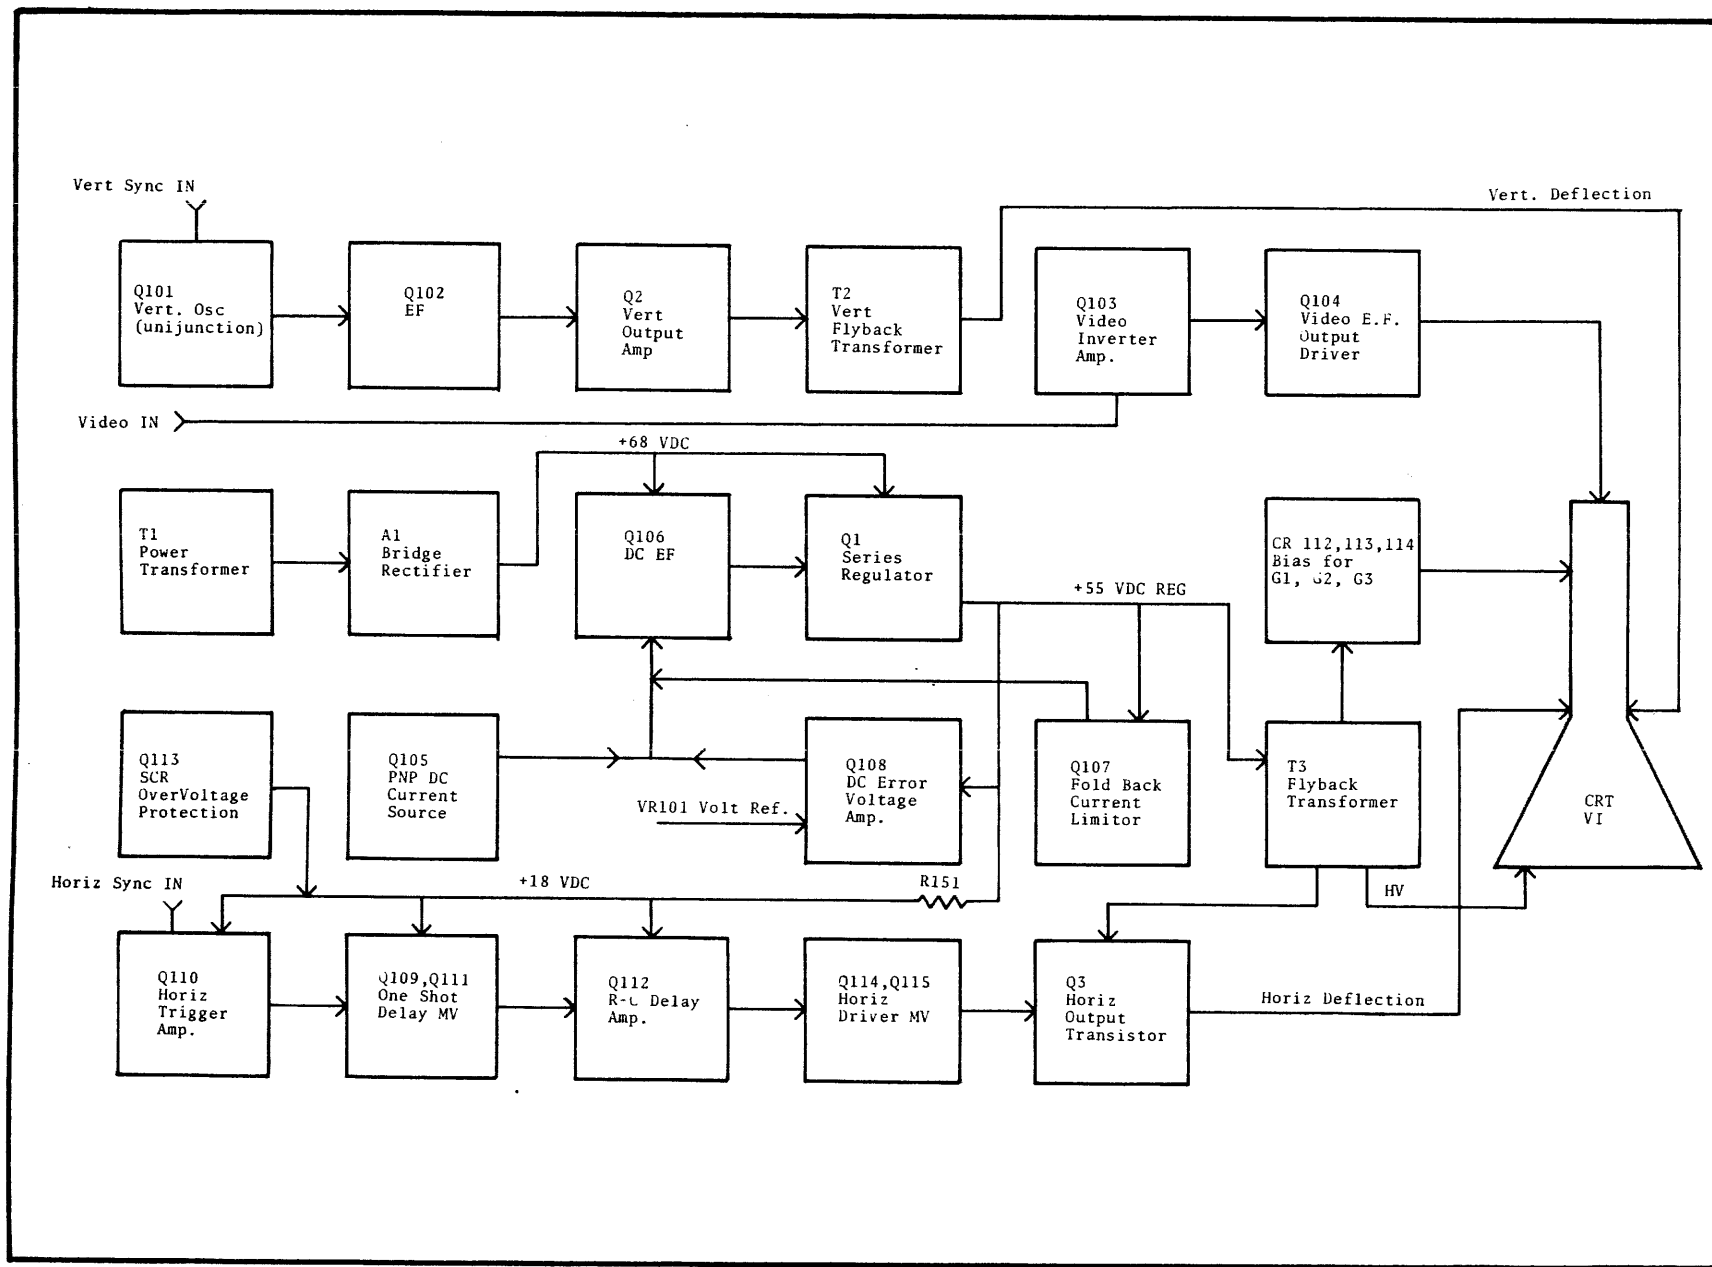 Vert Sync IN
Vert. Deflection
Q101
Vert. Osc
(unijunction)
Q102
EF
Q2
Vert
Output
Amp
T2
Vert
Flyback
Transformer
Q103
Video
Inverter
Amp.
Q104
Video E.F.
Output
Driver
Video IN
+68 VDC
T1
Power
Transformer
A1
Bridge
Rectifier
Q106
DC EF
Q1
Series
Regulator
+55 VDC REG
CR 112,113,114
Bias for
G1, G2, G3
Q113
SCR
OverVoltage
Protection
Q105
PNP DC
Current
Source
VR101 Volt Ref.
Q108
DC Error
Voltage
Amp.
Q107
Fold Back
Current
Limitor
T3
Flyback
Transformer
CRT
VI
Horiz Sync IN
+18 VDC
R151
HV
Q110
Horiz
Trigger
Amp.
Q109,Q111
One Shot
Delay MV
Q112
R-C Delay
Amp.
Q114,Q115
Horiz
Driver MV
Q3
Horiz
Output
Transistor
Horiz Deflection